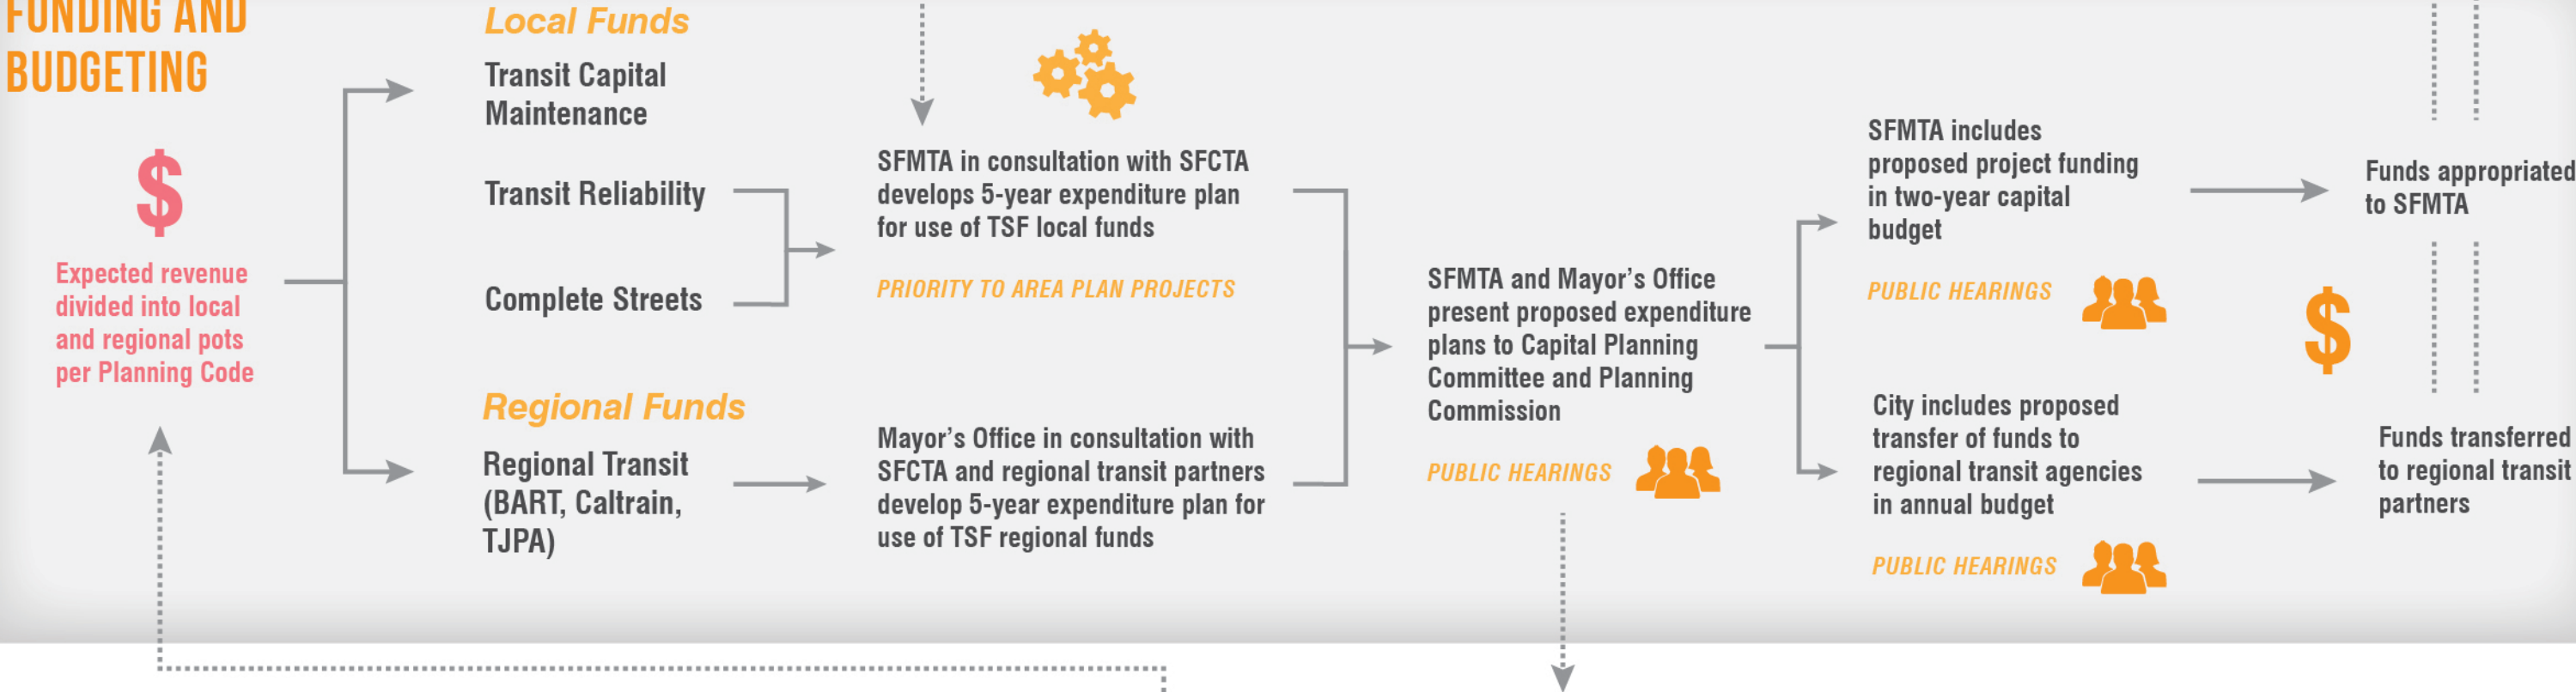 FUNDING AND
BUDGETING
$
Expected revenue
divided into local
and regional pots
per Planning Code
Local Funds
Transit Capital
Maintenance
Transit Reliability
Complete Streets
Regional Funds
Regional Transit
(BART, Caltrain,
TJPA)
SFMTA in consultation with SFCTA
develops 5-year expenditure plan
for use of TSF local funds
PRIORITY TO AREA PLAN PROJECTS
Mayor’s Office in consultation with
SFCTA and regional transit partners
develop 5-year expenditure plan for
use of TSF regional funds
SFMTA and Mayor’s Office
present proposed expenditure
plans to Capital Planning
Committee and Planning
Commission
PUBLIC HEARINGS
SFMTA includes
proposed project funding
in two-year capital
budget
PUBLIC HEARINGS
City includes proposed
transfer of funds to
regional transit agencies
in annual budget
PUBLIC HEARINGS
$
Funds appropriated
to SFMTA
Funds transferred
to regional transit
partners